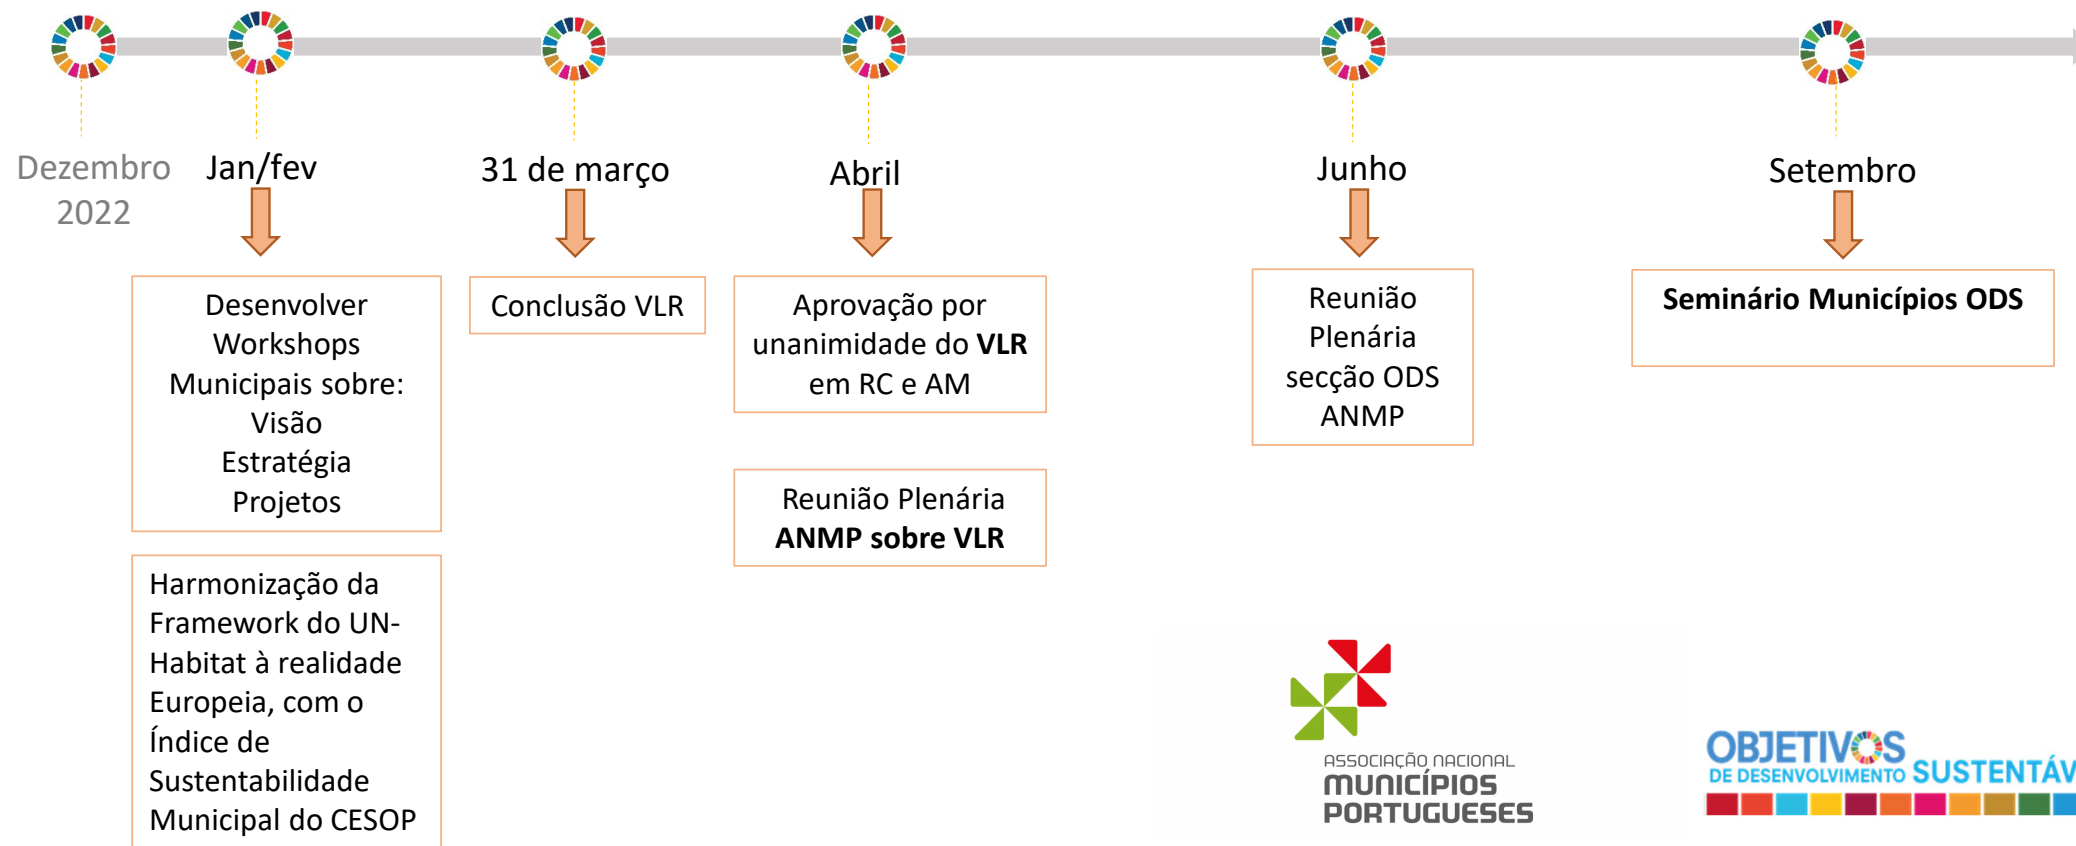 Dezembro
2022
Jan/fev
31 de março
Abril
Junho
Setembro
Desenvolver
Workshops
Municipais sobre:
Visão
Estratégia
Projetos
Harmonização da
Framework do UN-
Habitat à realidade
Europeia, com o
Índice de
Sustentabilidade
Municipal do CESOP
Conclusão VLR
Aprovação por
unanimidade do VLR
em RC e AM
Reunião Plenária
ANMP sobre VLR
Reunião
Plenária
secção ODS
ANMP
Seminário Municípios ODS
ASSOCIAÇÃO NACIONAL
MUNICÍPIOS
PORTUGUESES
OBJETIVOS
DE DESENVOLVIMENTO SUSTENTÁV